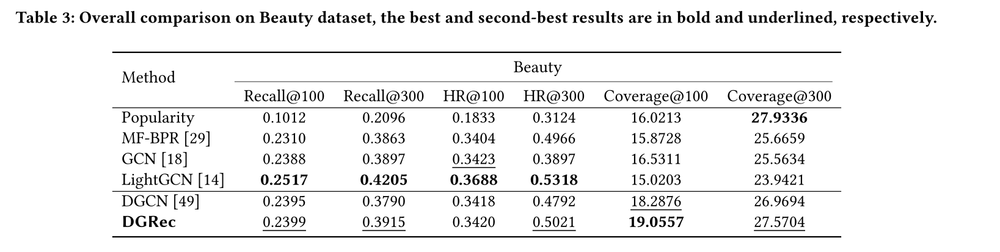 Table 3: Overall comparison on Beauty dataset, the best and second-best results are in bold and underlined, respectively.
Method Beauty
Recall@100 Recall@300 HR@100 HR@300 Coverage@100 Coverage@300
Popularity 0.1012 0.2096 0.1833 0.3124 16.0213 27.9336
MF-BPR [29] 0.2310 0.3863 0.3404 0.4966 15.8728 25.6659
GCN [18] 0.2388 0.3897 0.3423 0.3897 16.5311 25.5634
LightGCN [14] 0.2517 0.4205 0.3688 0.5318 15.0203 23.9421
DGCN [49] 0.2395 0.3790 0.3418 0.4792 18.2876 26.9694
DGRec 0.2399 0.3915 0.3420 0.5021 19.0557 27.5704